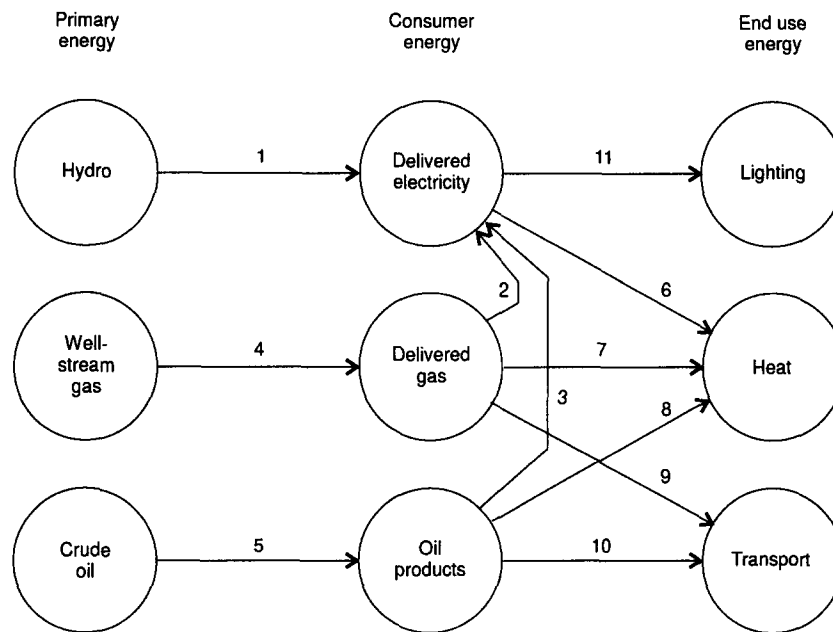 Primary
energy
Consumer
energy
End use
energy
Hydro
1
Delivered
electricity
11
Lighting
2
6
Well-
stream
gas
4
Delivered
gas
7
Heat
3
8
9
Crude
oil
5
Oil
products
10
Transport